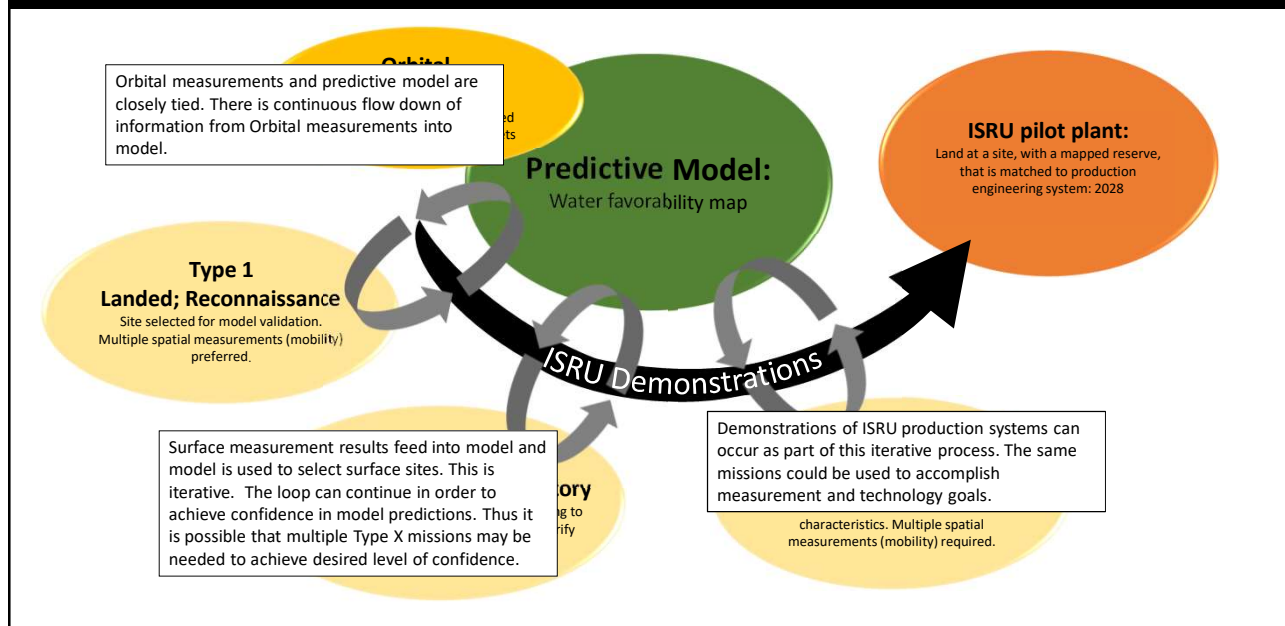 Orbital
Orbital measurements and predictive model are
closely tied. There is continuous flow down of
information from Orbital measurements into
model.
Predictive Model:
Water favorability map
ISRU pilot plant:
Land at a site, with a mapped reserve,
that is matched to production
engineering system: 2028
Type 1
Landed; Reconnaissance
Site selected for model validation.
Multiple spatial measurements (mobility)
preferred.
ISRU Demonstrations
Surface measurement results feed into model and
model is used to select surface sites. This is
iterative.  The loop can continue in order to
achieve confidence in model predictions. Thus it
is possible that multiple Type X missions may be
needed to achieve desired level of confidence.
Demonstrations of ISRU production systems can
occur as part of this iterative process. The same
missions could be used to accomplish
measurement and technology goals.
characteristics. Multiple spatial
measurements (mobility) required.